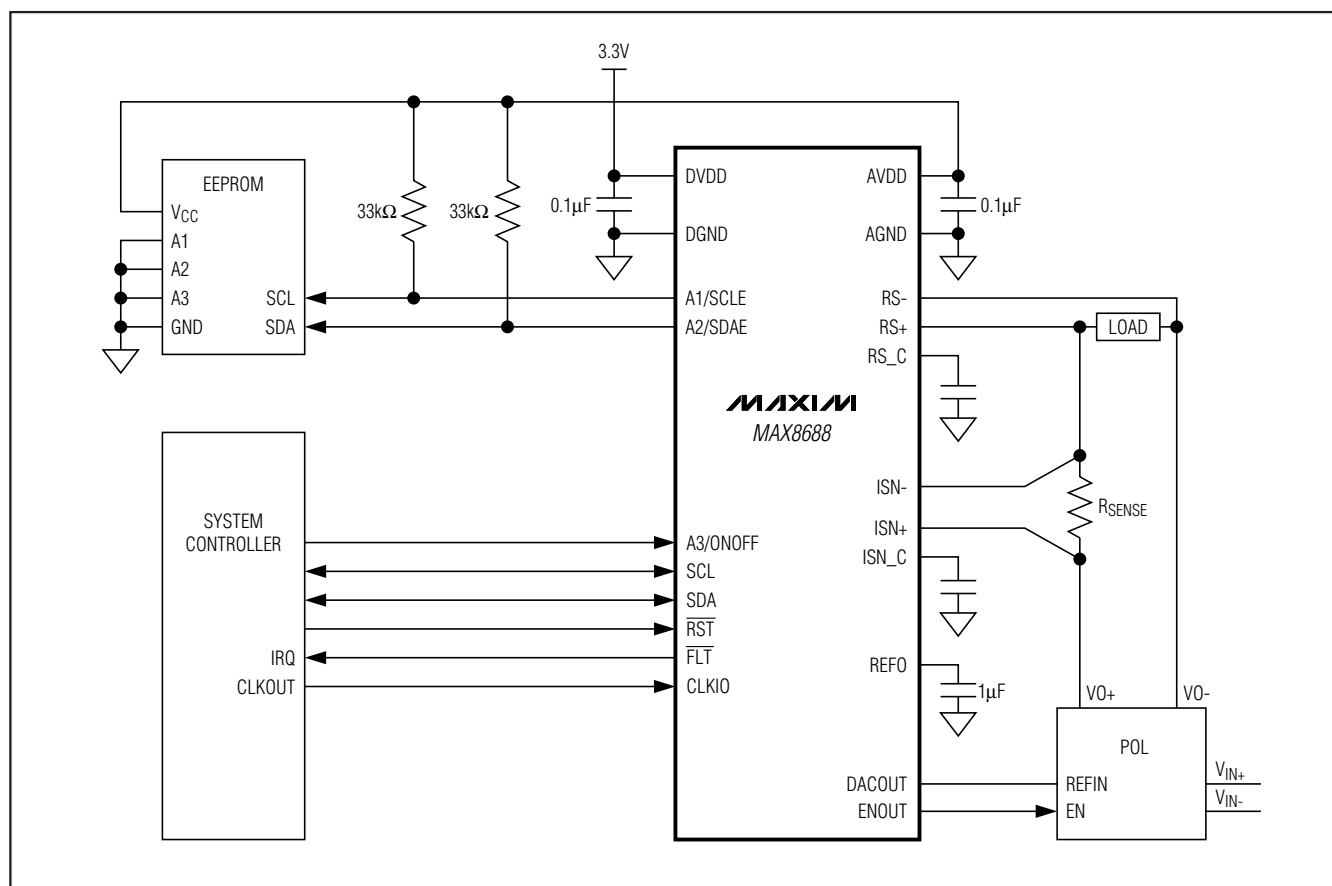 3.3V
EEPROM
VCC
A1
A2
A3
GND
SCL
SDA
33kΩ
33kΩ
0.1µF
DVDD
DGND
A1/SCLE
A2/SDAE
AVDD
AGND
0.1µF
RS-
RS+
RS_C
LOAD
MAXIM
MAX8688
ISN-
ISN+
ISN_C
RSENSE
SYSTEM
CONTROLLER
IRQ
CLKOUT
A3/ONOFF
SCL
SDA
RST
FLT
CLKIO
REFO
1µF
VO+
VO-
POL
DACOUT
ENOUT
REFIN
EN
VIN+
VIN-